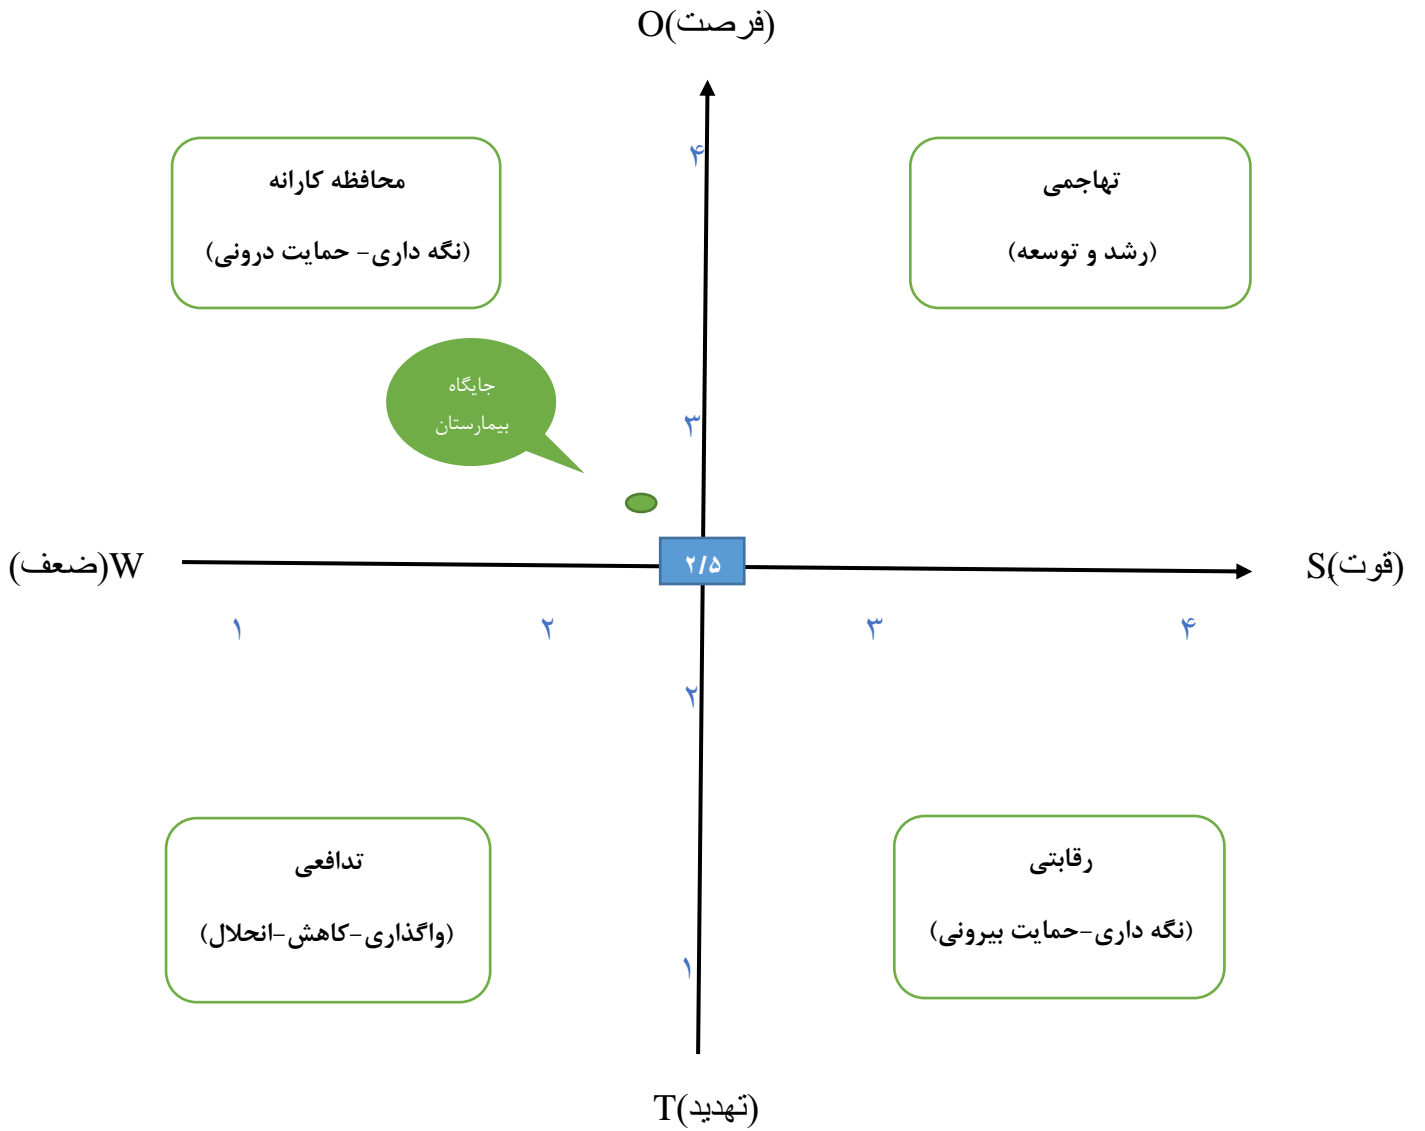 O(فرصت)
۴
محافظه کارانه
(نگه داری- حمایت درونی)
تهاجمی
(رشد و توسعه)
جایگاه
بیمارستان
۳
W(ضعف)
۲/۵
S(قوت)
۱
۲
۳
۴
۲
تدافعی
(واگذاری-کاهش-انحلال)
رقابتی
(نگه داری-حمایت بیرونی)
۱
T(تهدید)